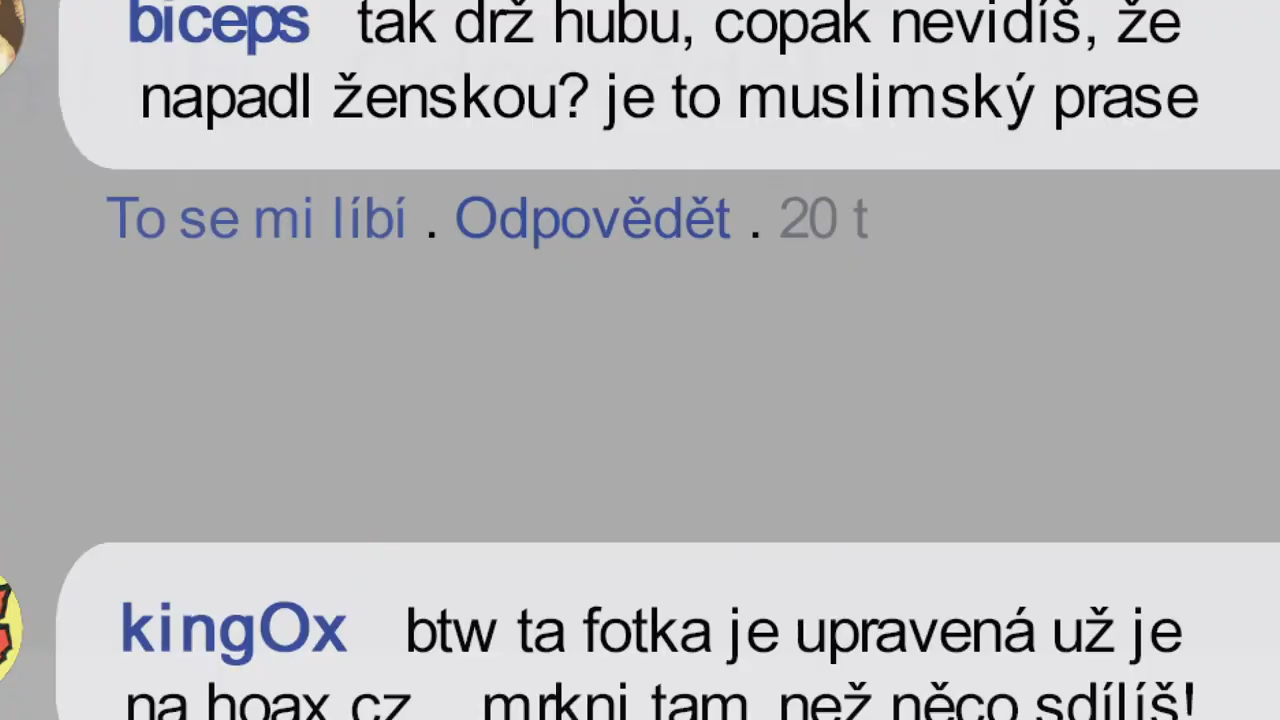 biceps tak drž hubu, copak nevidíš, že
napadl ženskou? je to muslimský prase
To se mi líbí . Odpovědět . 20 t
kingOx btw ta fotka je upravená už je
na hoax cz mrkni tam než něco sdílíš!